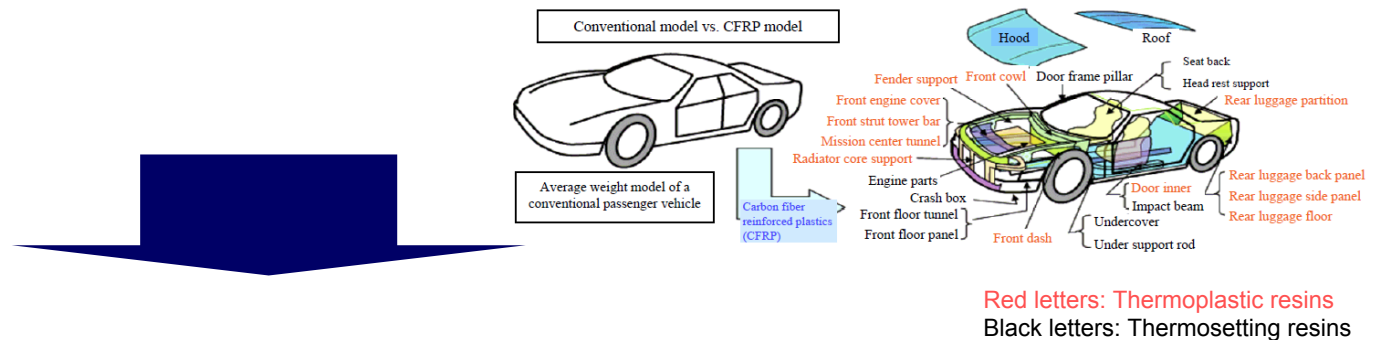 Conventional model vs. CFRP model
Hood
Roof
Seat back
Head rest support
Fender support
Front cowl
Door frame pillar
Front engine cover
Rear luggage partition
Front strut tower bar
Mission center tunnel
Radiator core support
Average weight model of a
conventional passenger vehicle
Carbon fiber
reinforced plastics
(CFRP)
Engine parts
Crash box
Front floor tunnel
Front floor panel
Front dash
Door inner
Impact beam
Undercover
Under support rod
Rear luggage back panel
Rear luggage side panel
Rear luggage floor
Red letters: Thermoplastic resins
Black letters: Thermosetting resins